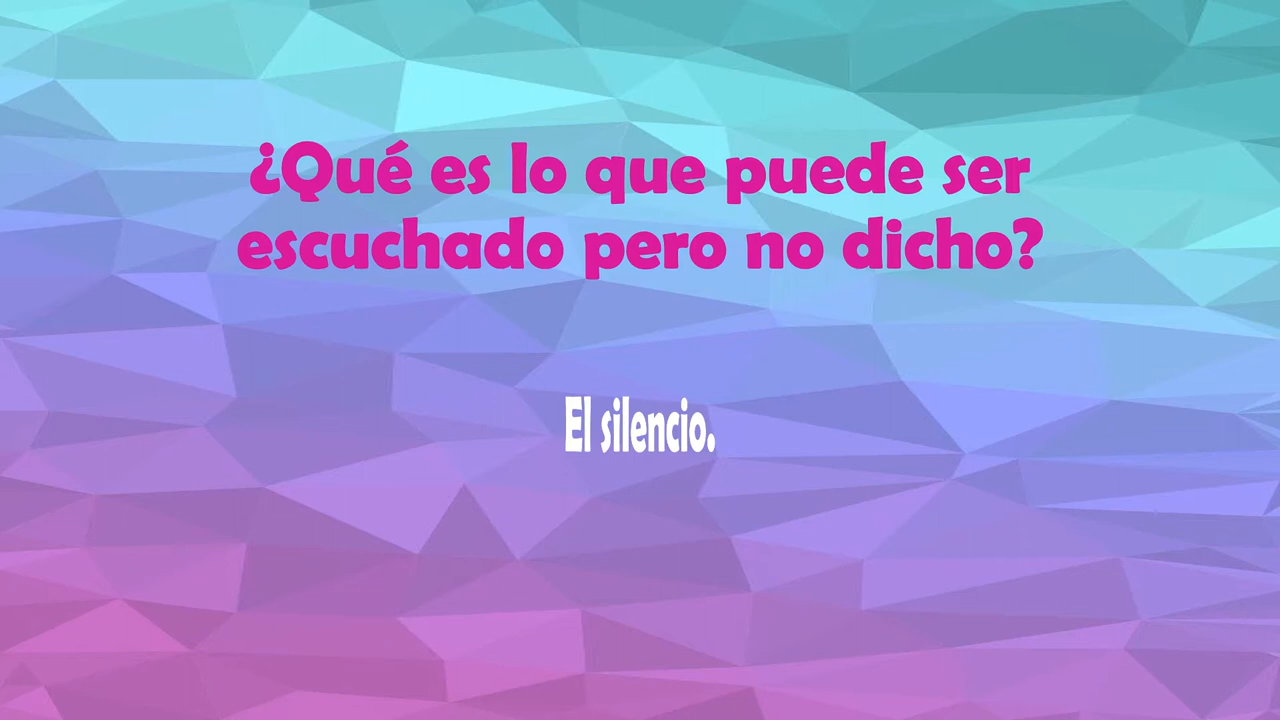 ¿Qué es lo que puede ser
escuchado pero no dicho?
El silencio.